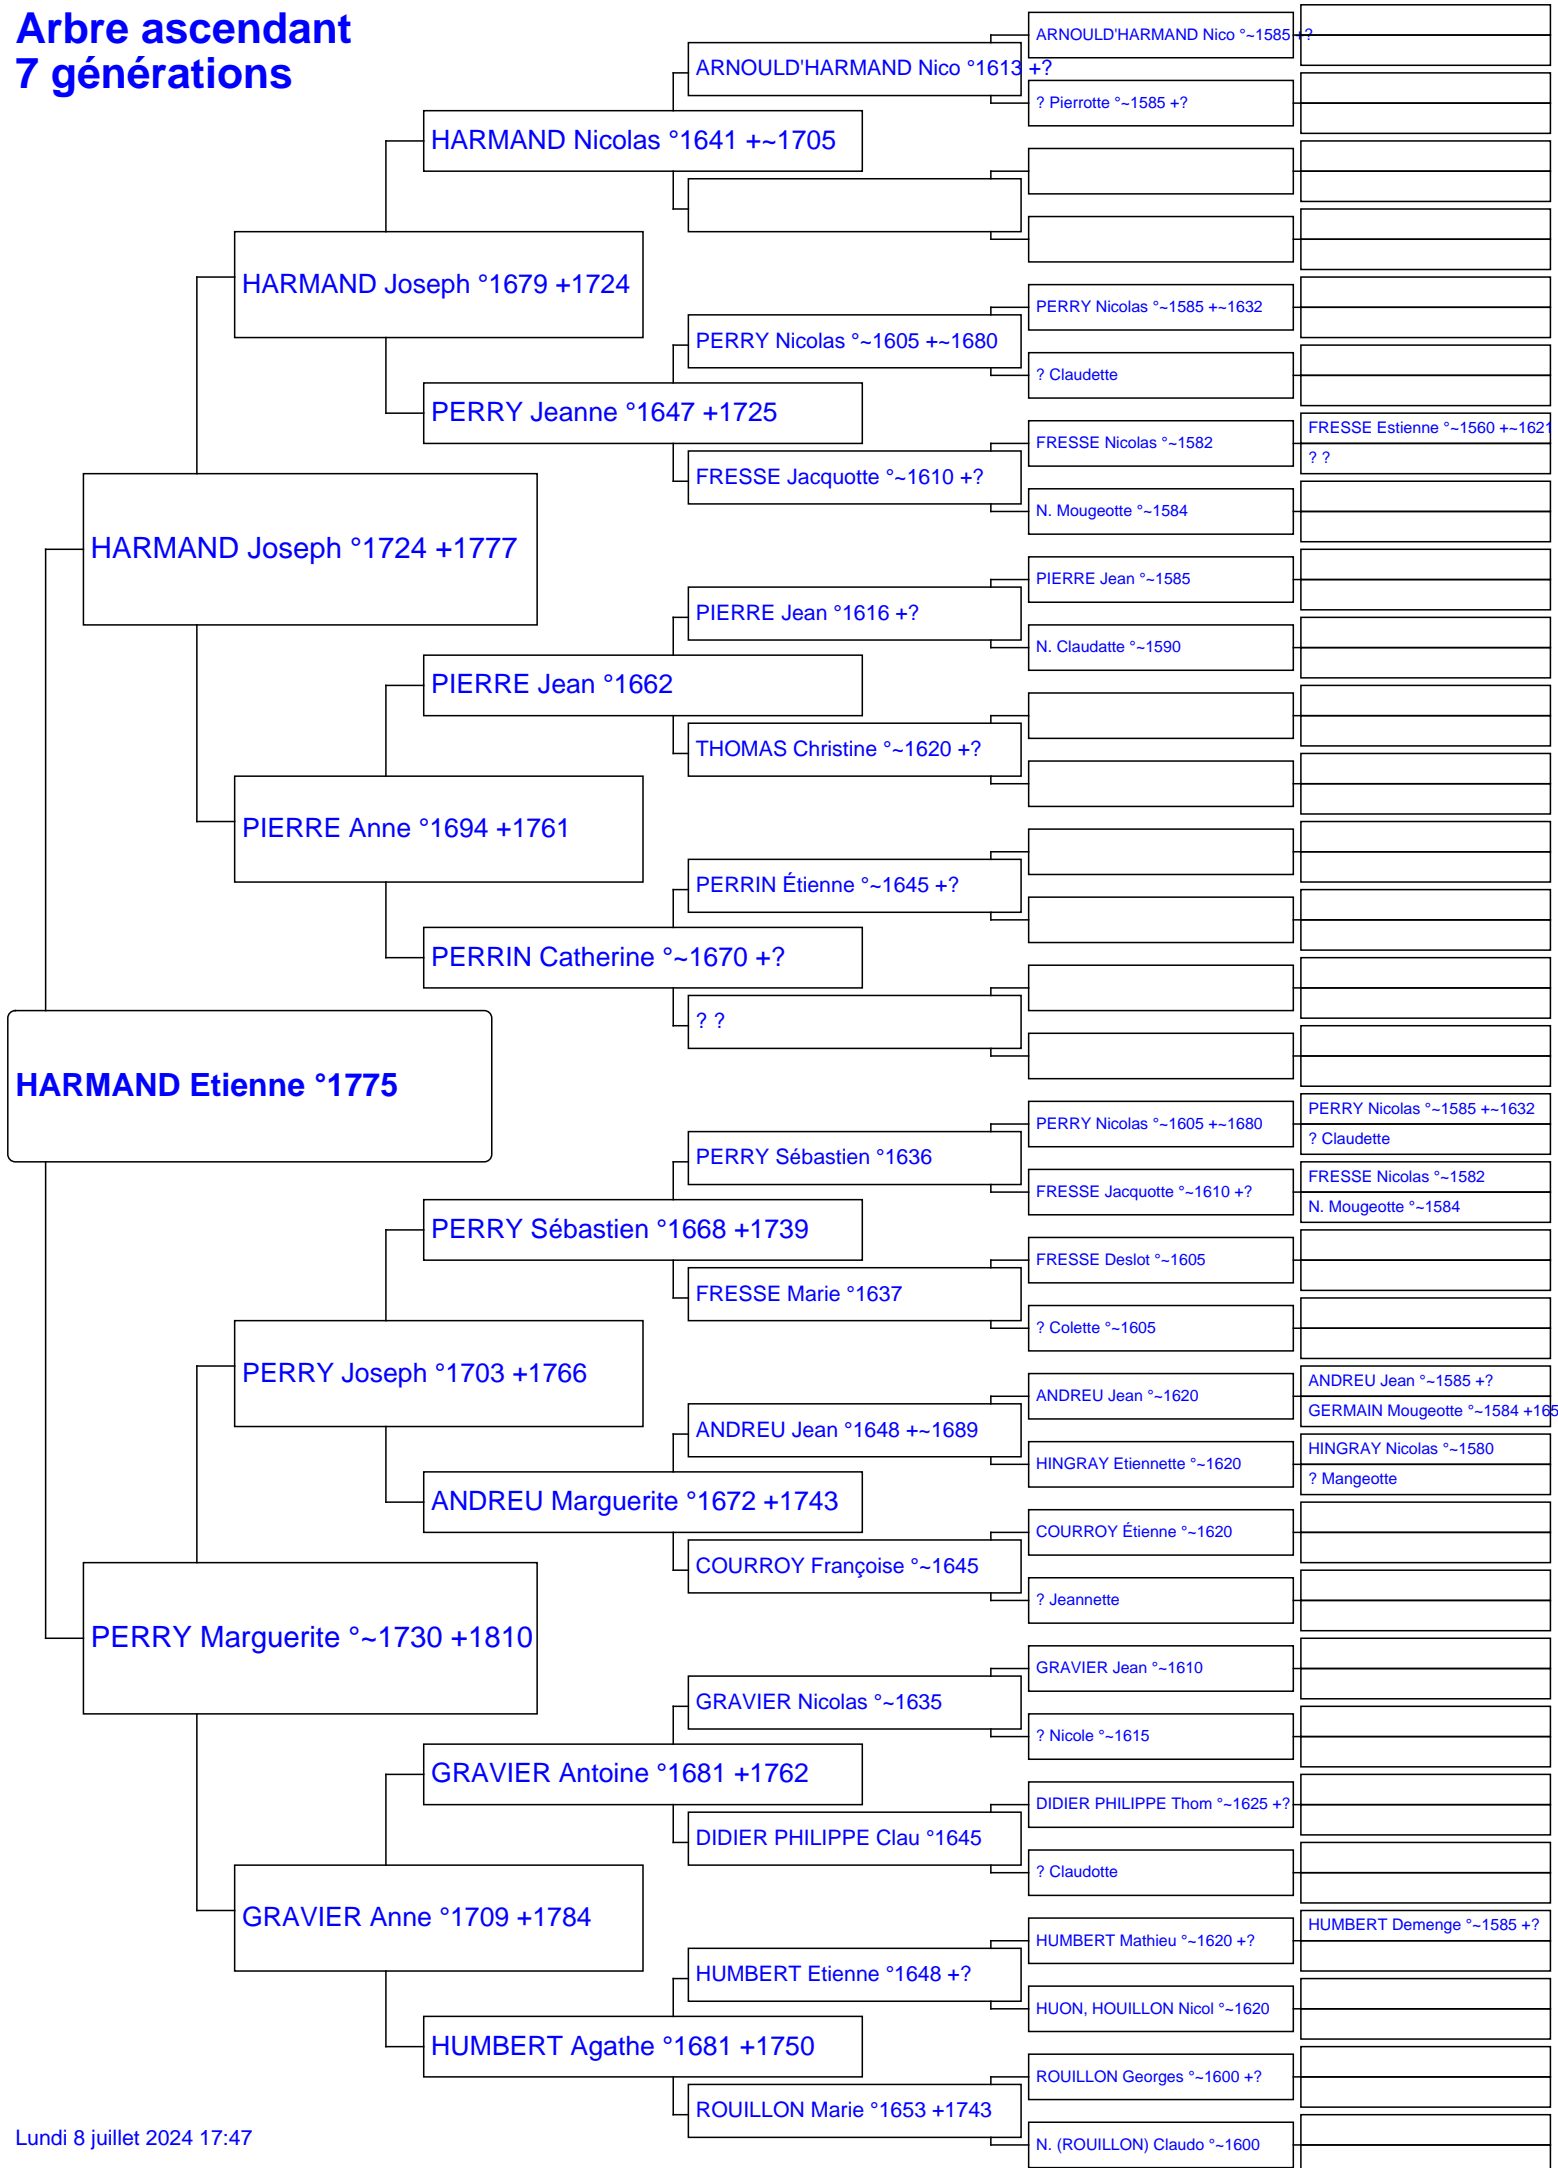 Arbre ascendant
7 générations
ARNOULD'HARMAND Nico °~1585 +?
ARNOULD'HARMAND Nico °1613 +?
? Pierrotte °~1585 +?
HARMAND Nicolas °1641 +~1705
HARMAND Joseph °1679 +1724
PERRY Nicolas °~1585 +~1632
PERRY Nicolas °~1605 +~1680
? Claudette
PERRY Jeanne °1647 +1725
FRESSE Estienne °~1560 +~1621
FRESSE Nicolas °~1582
? ?
FRESSE Jacquotte °~1610 +?
N. Mougeotte °~1584
HARMAND Joseph °1724 +1777
PIERRE Jean °~1585
PIERRE Jean °1616 +?
N. Claudatte °~1590
PIERRE Jean °1662
THOMAS Christine °~1620 +?
PIERRE Anne °1694 +1761
PERRIN Étienne °~1645 +?
PERRIN Catherine °~1670 +?
? ?
HARMAND Etienne °1775
PERRY Nicolas °~1585 +~1632
PERRY Nicolas °~1605 +~1680
? Claudette
PERRY Sébastien °1636
FRESSE Nicolas °~1582
FRESSE Jacquotte °~1610 +?
N. Mougeotte °~1584
PERRY Sébastien °1668 +1739
FRESSE Deslot °~1605
FRESSE Marie °1637
? Colette °~1605
PERRY Joseph °1703 +1766
ANDREU Jean °~1585 +?
ANDREU Jean °~1620
GERMAIN Mougeotte °~1584 +165
ANDREU Jean °1648 +~1689
HINGRAY Nicolas °~1580
HINGRAY Etiennette °~1620
? Mangeotte
ANDREU Marguerite °1672 +1743
COURROY Étienne °~1620
COURROY Françoise °~1645
? Jeannette
PERRY Marguerite °~1730 +1810
GRAVIER Jean °~1610
GRAVIER Nicolas °~1635
? Nicole °~1615
GRAVIER Antoine °1681 +1762
DIDIER PHILIPPE Thom °~1625 +?
DIDIER PHILIPPE Clau °1645
? Claudotte
GRAVIER Anne °1709 +1784
HUMBERT Demenge °~1585 +?
HUMBERT Mathieu °~1620 +?
HUMBERT Etienne °1648 +?
HUON, HOUILLON Nicol °~1620
HUMBERT Agathe °1681 +1750
ROUILLON Georges °~1600 +?
ROUILLON Marie °1653 +1743
N. (ROUILLON) Claudo °~1600
Lundi 8 juillet 2024 17:47